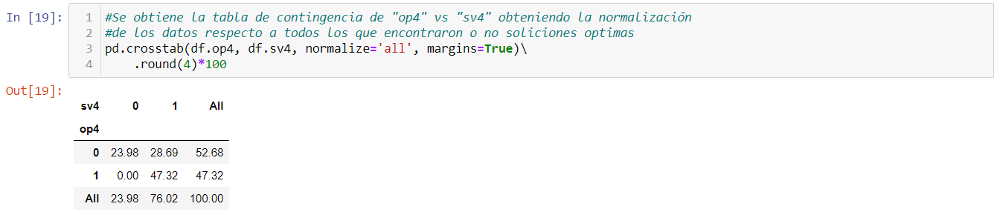 In [19]:
1 #Se obtiene la tabla de contingencia de "op4" vs "sv4" obteniendo la normalización
2 #de los datos respecto a todos los que encontraron o no soliciones optimas
3 pd.crosstab(df.op4, df.sv4, normalize='all', margins=True)\
4 .round(4)*100
Out[19]:
sv4 0 1 All
op4
0 23.98 28.69 52.68
1 0.00 47.32 47.32
All 23.98 76.02 100.00